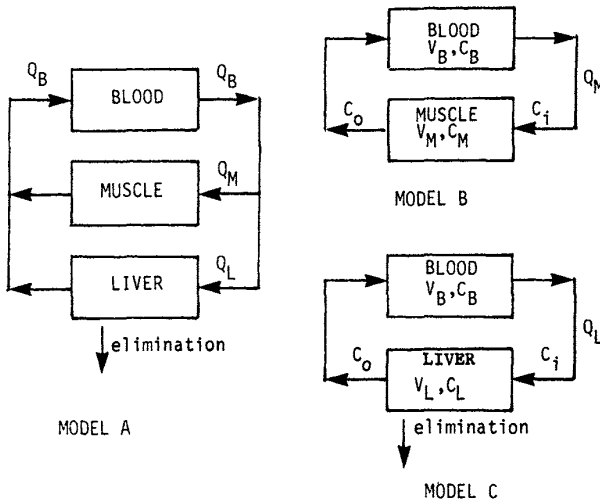 Q_B
Q_B
BLOOD
MUSCLE
Q_M
LIVER
Q_L
elimination
MODEL A
BLOOD
V_B,C_B
Q_M
C_o
MUSCLE
V_M,C_M
C_i
MODEL B
BLOOD
V_B,C_B
Q_L
C_o
LIVER
V_L,C_L
C_i
elimination
MODEL C